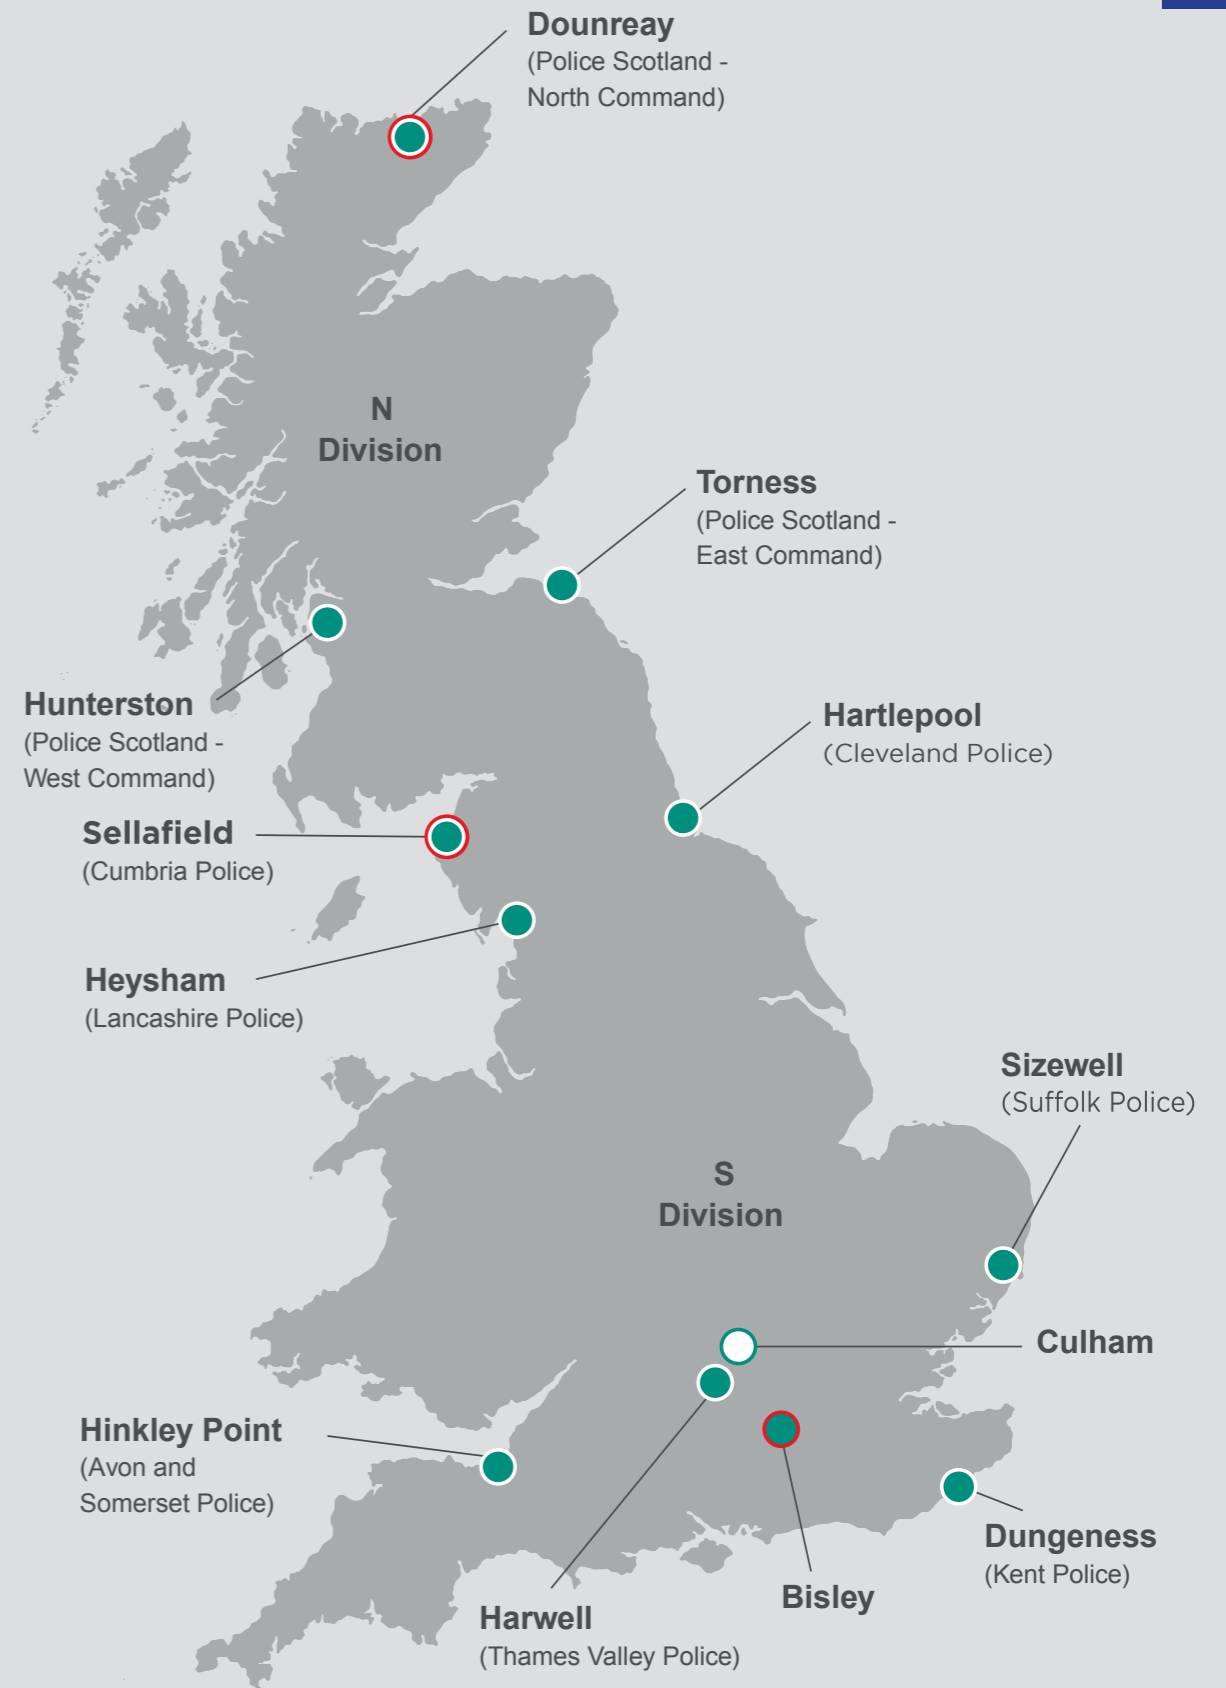 Dounreay
(Police Scotland -
North Command)
N
Division
Torness
(Police Scotland -
East Command)
Hunterston
(Police Scotland -
West Command)
Hartlepool
(Cleveland Police)
Sellafield
(Cumbria Police)
Heysham
(Lancashire Police)
Sizewell
(Suffolk Police)
S
Division
Culham
Hinkley Point
(Avon and
Somerset Police)
Dungeness
(Kent Police)
Bisley
Harwell
(Thames Valley Police)